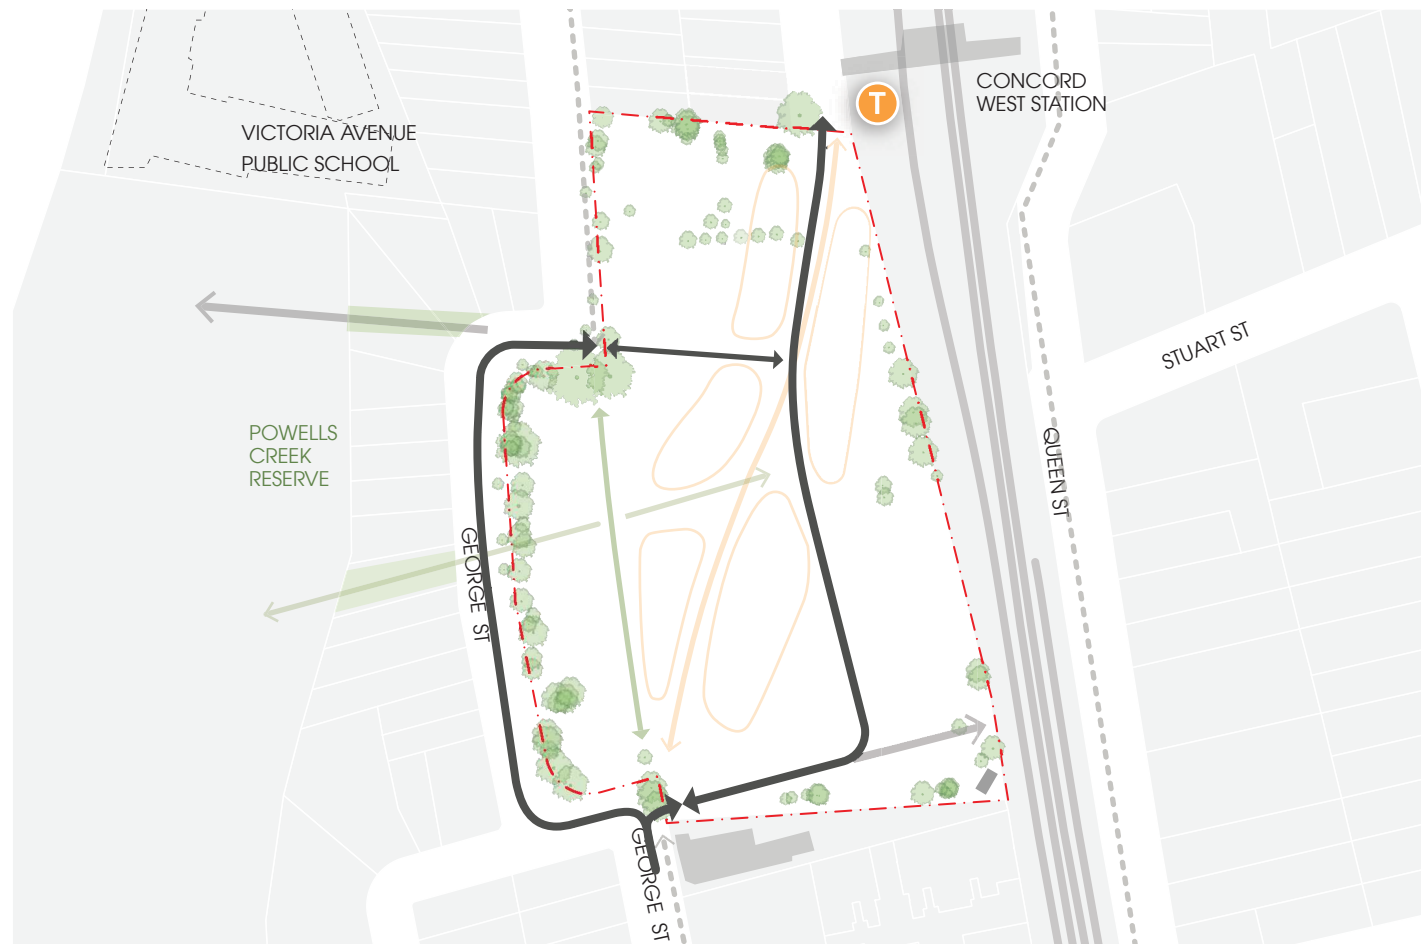 T
CONCORD
WEST STATION
VICTORIA AVENUE
PUBLIC SCHOOL
STUART ST
POWELLS
CREEK
RESERVE
QUEEN ST
GEORGE ST
GEORGE ST